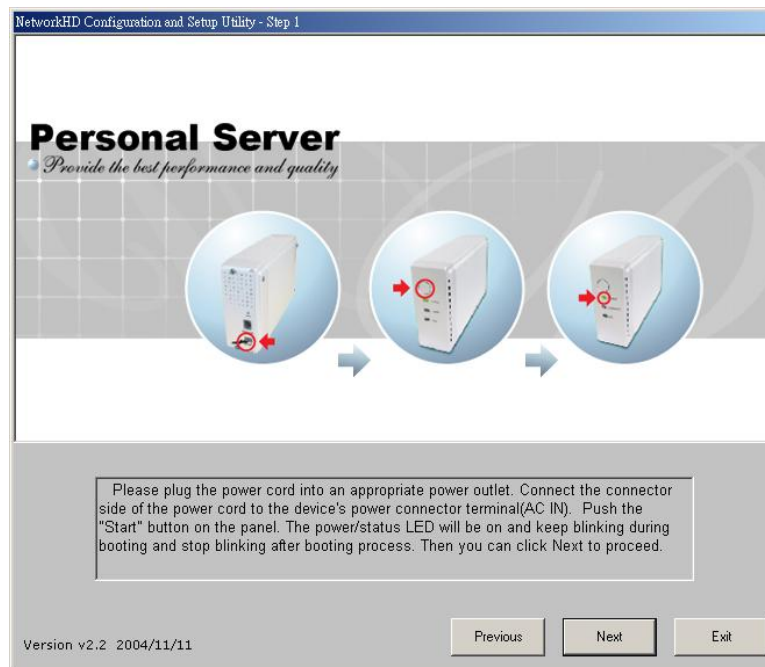 NetworkHD Configuration and Setup Utility - Step 1
Personal Server
Provide the best performance and quality
Please plug the power cord into an appropriate power outlet. Connect the connector
side of the power cord to the device's power connector terminal(AC IN). Push the
"Start" button on the panel. The power/status LED will be on and keep blinking during
booting and stop blinking after booting process. Then you can click Next to proceed.
Version v2.2 2004/11/11
Previous
Next
Exit